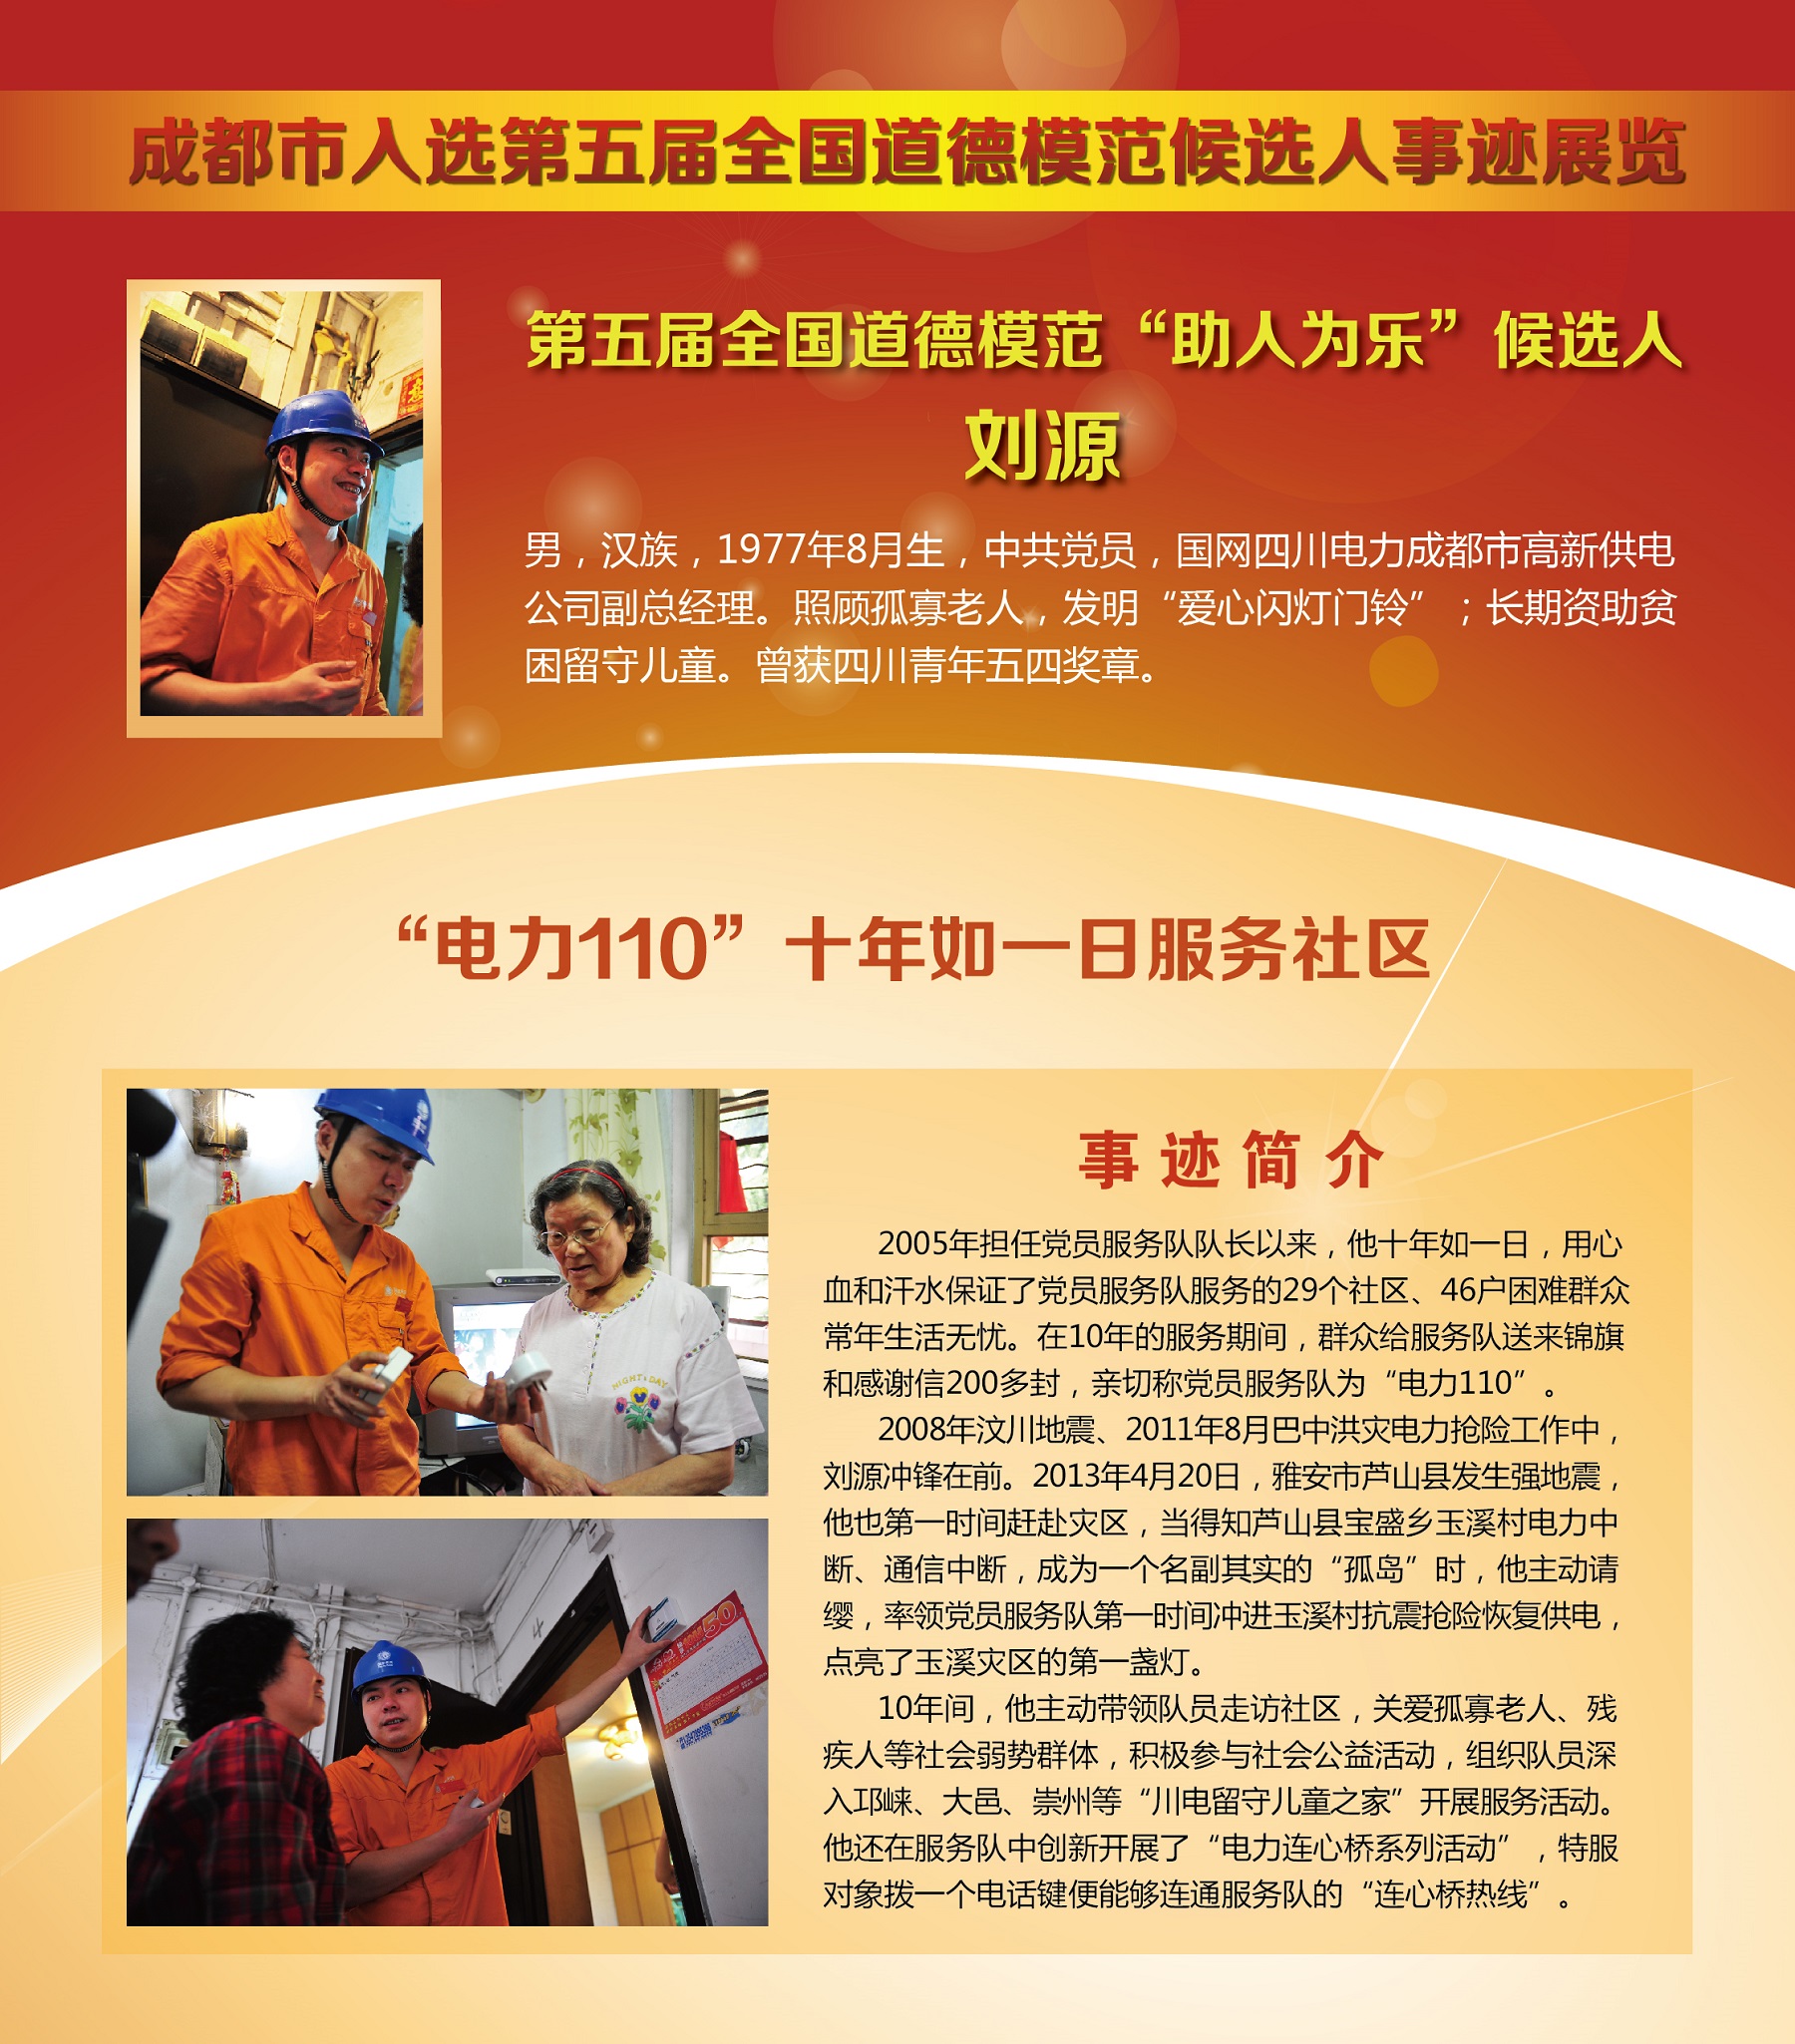 成都市入选第五届全国道德模范候选人事迹展览
第五届全国道德模范“助人为乐”候选人
刘源
男，汉族，1977年8月生，中共党员，国网四川电力成都市高新供电
公司副总经理。照顾孤寡老人，发明“爱心闪灯门铃”；长期资助贫
困留守儿童。曾获四川青年五四奖章。
“电力110”十年如一日服务社区
事迹简介
2005年担任党员服务队队长以来，他十年如一日，用心
血和汗水保证了党员服务队服务的29个社区、46户困难群众
常年生活无忧。在10年的服务期间，群众给服务队送来锦旗
和感谢信200多封，亲切称党员服务队为“电力110”。
2008年汶川地震、2011年8月巴中洪灾电力抢险工作中，
刘源冲锋在前。2013年4月20日，雅安市芦山县发生强地震，
他也第一时间赶赴灾区，当得知芦山县宝盛乡玉溪村电力中
断、通信中断，成为一个名副其实的“孤岛”时，他主动请
缨，率领党员服务队第一时间冲进玉溪村抗震抢险恢复供电，
点亮了玉溪灾区的第一盏灯。
10年间，他主动带领队员走访社区，关爱孤寡老人、残
疾人等社会弱势群体，积极参与社会公益活动，组织队员深
入邛崃、大邑、崇州等“川电留守儿童之家”开展服务活动。
他还在服务队中创新开展了“电力连心桥系列活动”，特服
对象拨一个电话键便能够连通服务队的“连心桥热线”。
NIGHT & DAY
50